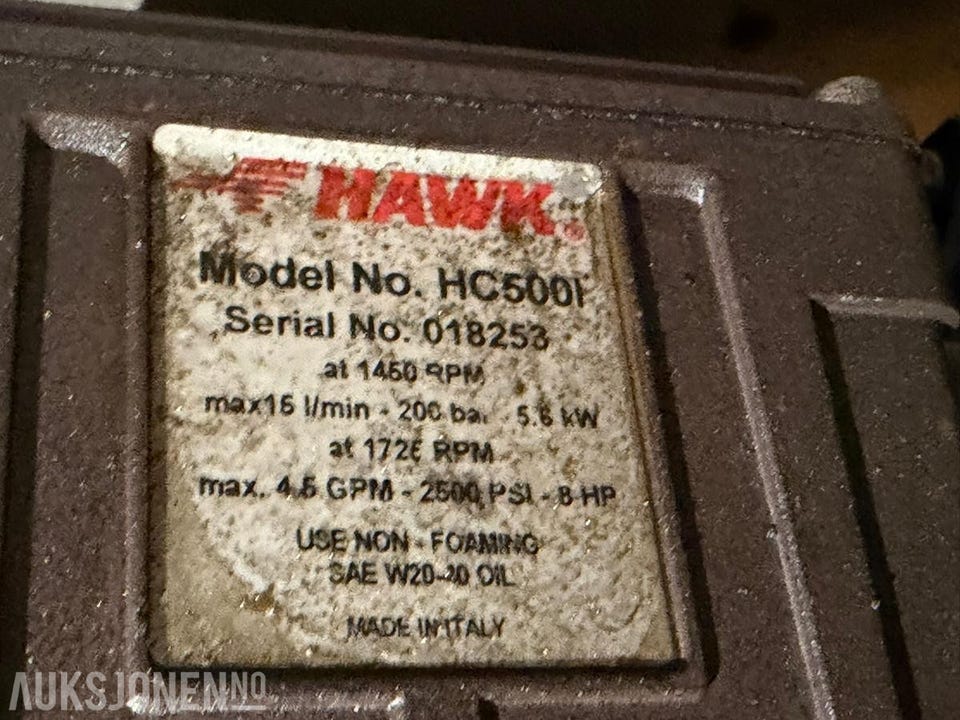 HAWK®
Model No. HC500I
Serial No. 018253
at 1450 RPM
max15 l/min - 200 bar 5.6 kW
at 1725 RPM
max. 4.5 GPM - 2500 PSI - 8 HP
USE NON - FOAMING
SAE W20-30 OIL
MADE IN ITALY
AUKSJONEN.NO